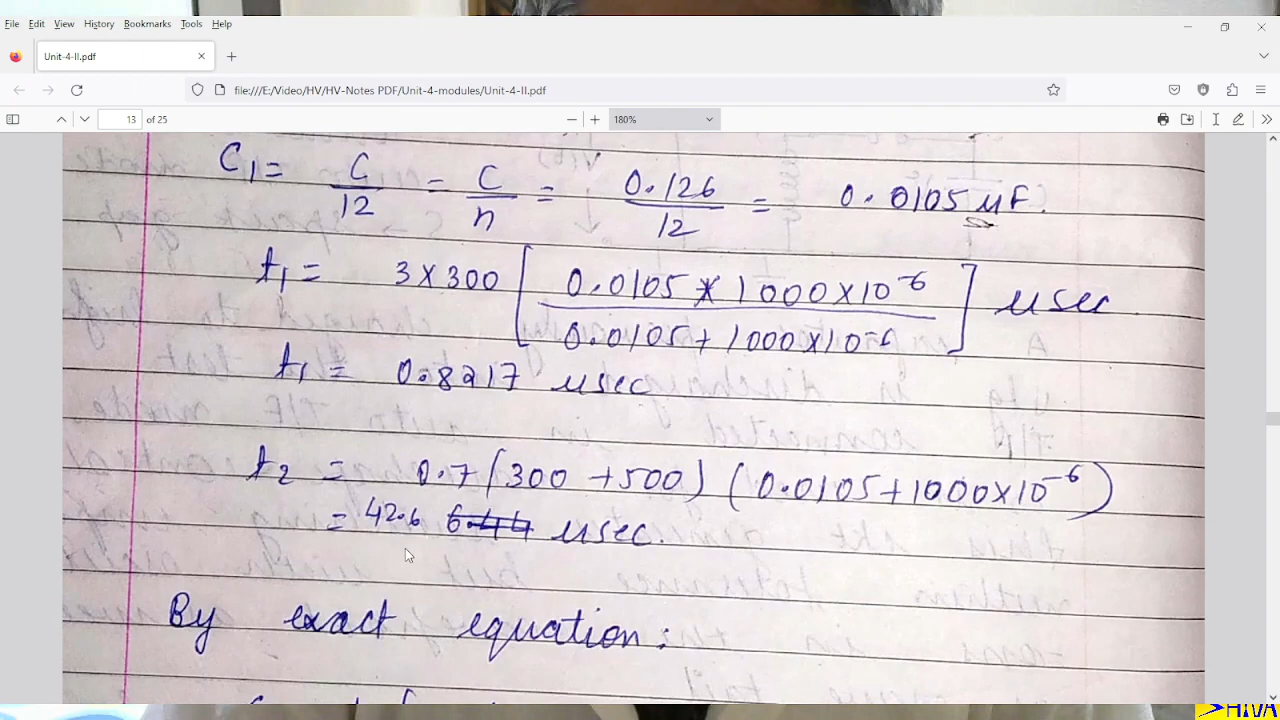 File Edit View History Bookmarks Tools Help
Unit-4-II.pdf
file:///E:/Video/HV/HV-Notes PDF/Unit-4-modules/Unit-4-II.pdf
13 of 25
180%
C₁ = C/12 = C/n = 0.126/12 = 0.0105 μF.
t₁ = 3 × 300 [ 0.0105 × 1000 × 10⁻⁶ / 0.0105 + 1000 × 10⁻⁶ ] μsec
t₁ = 0.8217 μsec
t₂ = 0.7 (300 + 500) (0.0105 + 1000 × 10⁻⁶)
= 42.6 6.44 μsec.
By exact equation:
SHIVA